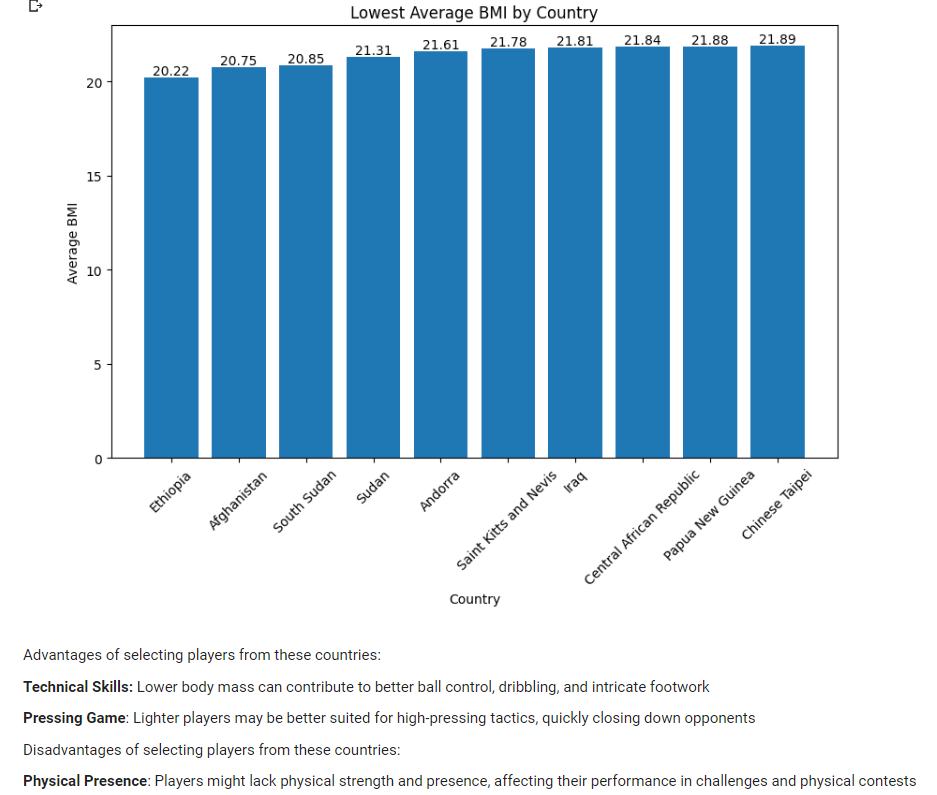 Lowest Average BMI by Country
20.22 20.75 20.85 21.31 21.61 21.78 21.81 21.84 21.88 21.89
20
15
10
5
0
Average BMI
Ethiopia
Afghanistan
South Sudan
Sudan
Andorra
Saint Kitts and Nevis
Iraq
Central African Republic
Papua New Guinea
Chinese Taipei
Country
Advantages of selecting players from these countries:
Technical Skills: Lower body mass can contribute to better ball control, dribbling, and intricate footwork
Pressing Game: Lighter players may be better suited for high-pressing tactics, quickly closing down opponents
Disadvantages of selecting players from these countries:
Physical Presence: Players might lack physical strength and presence, affecting their performance in challenges and physical contests